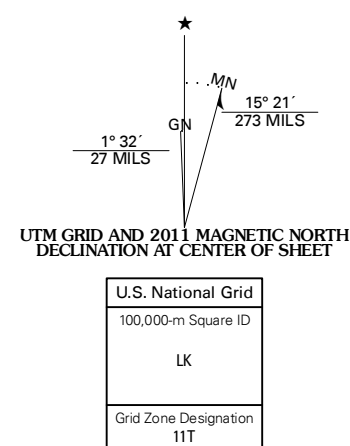 ★
MN
GN
15° 21´
273 MILS
1° 32´
27 MILS
UTM GRID AND 2011 MAGNETIC NORTH
DECLINATION AT CENTER OF SHEET
U.S. National Grid
100,000-m Square ID
LK
Grid Zone Designation
11T